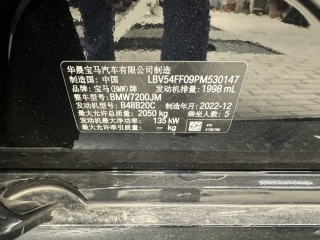 华晨宝马汽车有限公司制造
制造国：中国 LBV54FF09PM530147
品牌：宝马(BMW)牌 发动机排量：1998 mL
整车型号：BMW7200JM
发动机型号：B48B20C 制造年月：2022-12
最大允许总质量：2050 kg 乘坐人数：5
发动机最大净功率：135 kW
最大允许牵引总质量： kg